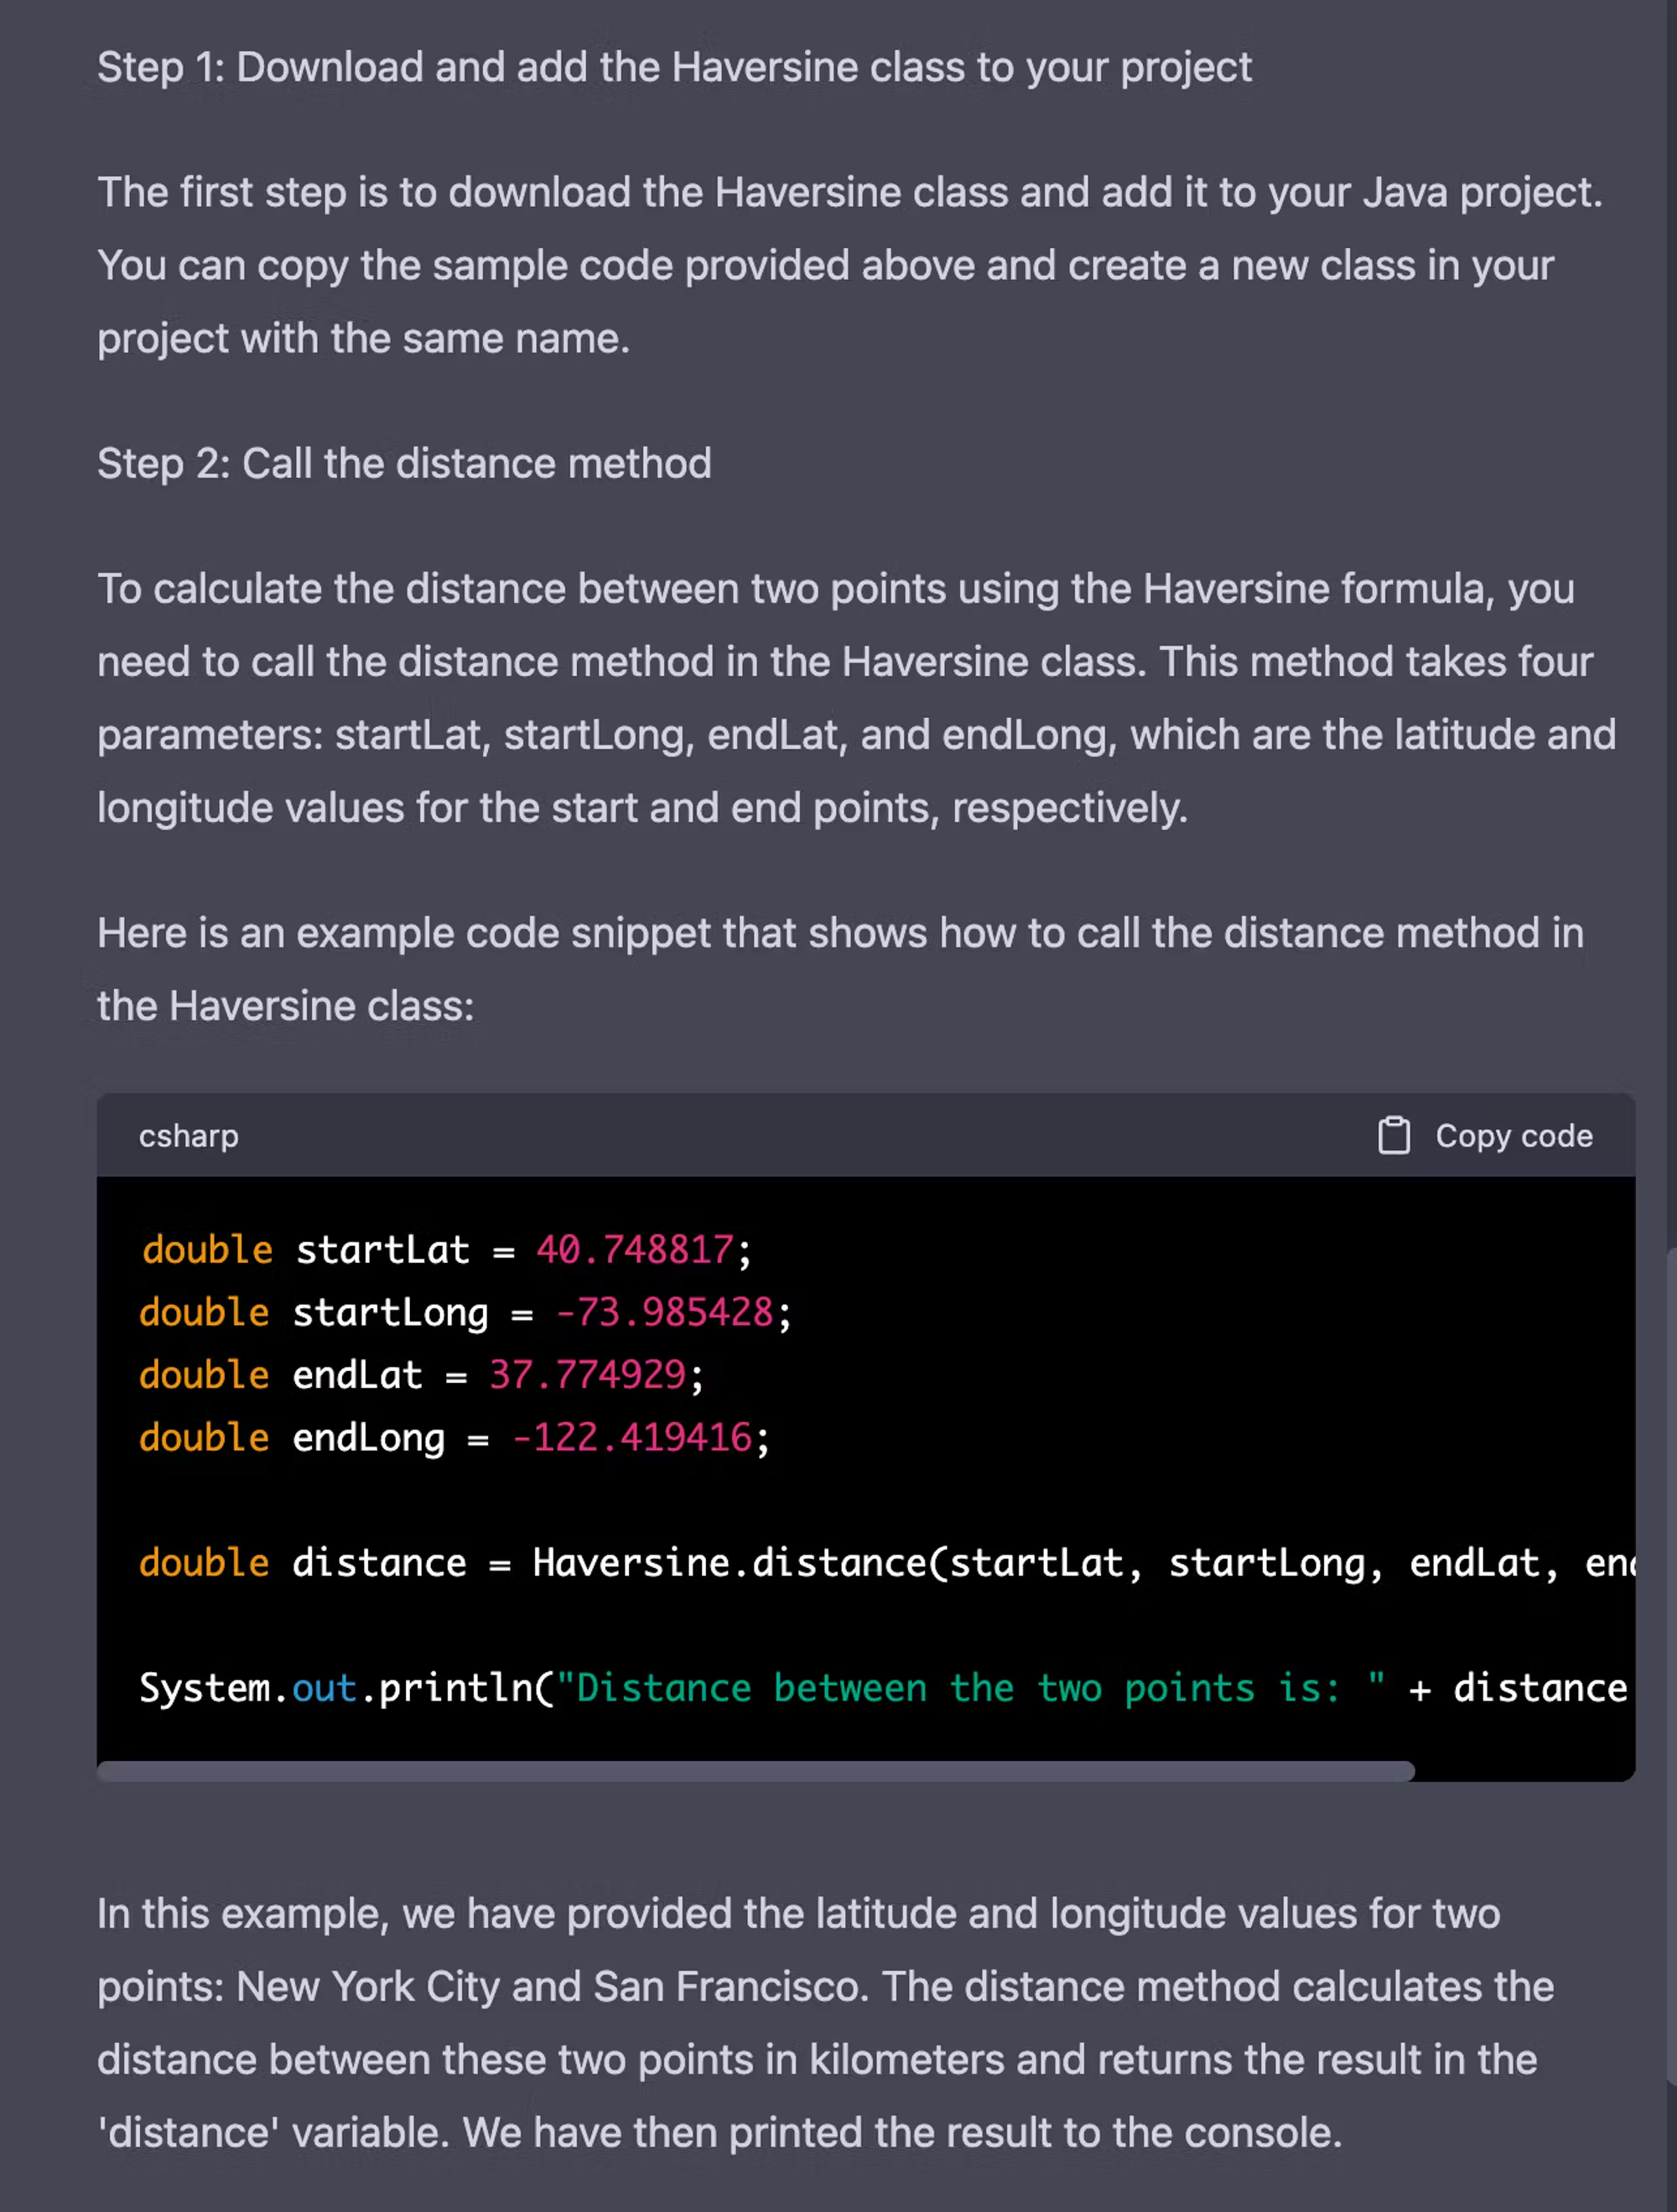 Step 1: Download and add the Haversine class to your project
The first step is to download the Haversine class and add it to your Java project.
You can copy the sample code provided above and create a new class in your
project with the same name.
Step 2: Call the distance method
To calculate the distance between two points using the Haversine formula, you
need to call the distance method in the Haversine class. This method takes four
parameters: startLat, startLong, endLat, and endLong, which are the latitude and
longitude values for the start and end points, respectively.
Here is an example code snippet that shows how to call the distance method in
the Haversine class:
csharp Copy code
double startLat = 40.748817;
double startLong = -73.985428;
double endLat = 37.774929;
double endLong = -122.419416;
double distance = Haversine.distance(startLat, startLong, endLat,
System.out.println("Distance between the two points is: " + distance
In this example, we have provided the latitude and longitude values for two
points: New York City and San Francisco. The distance method calculates the
distance between these two points in kilometers and returns the result in the
'distance' variable. We have then printed the result to the console.